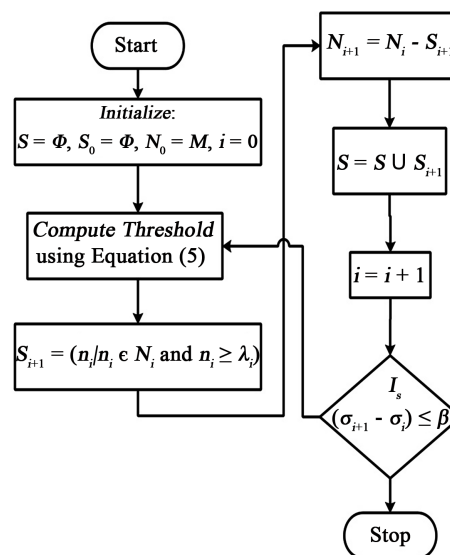 Start
Initialize:
S = Φ, S₀ = Φ, N₀ = M, i = 0
Compute Threshold
using Equation (5)
Sᵢ₊₁ = (nᵢ/nᵢ ϵ Nᵢ and nᵢ ≥ λᵢ)
Nᵢ₊₁ = Nᵢ - Sᵢ₊₁
S = S U Sᵢ₊₁
i = i + 1
Iₛ
(σᵢ₊₁ - σᵢ) ≤ β
Stop